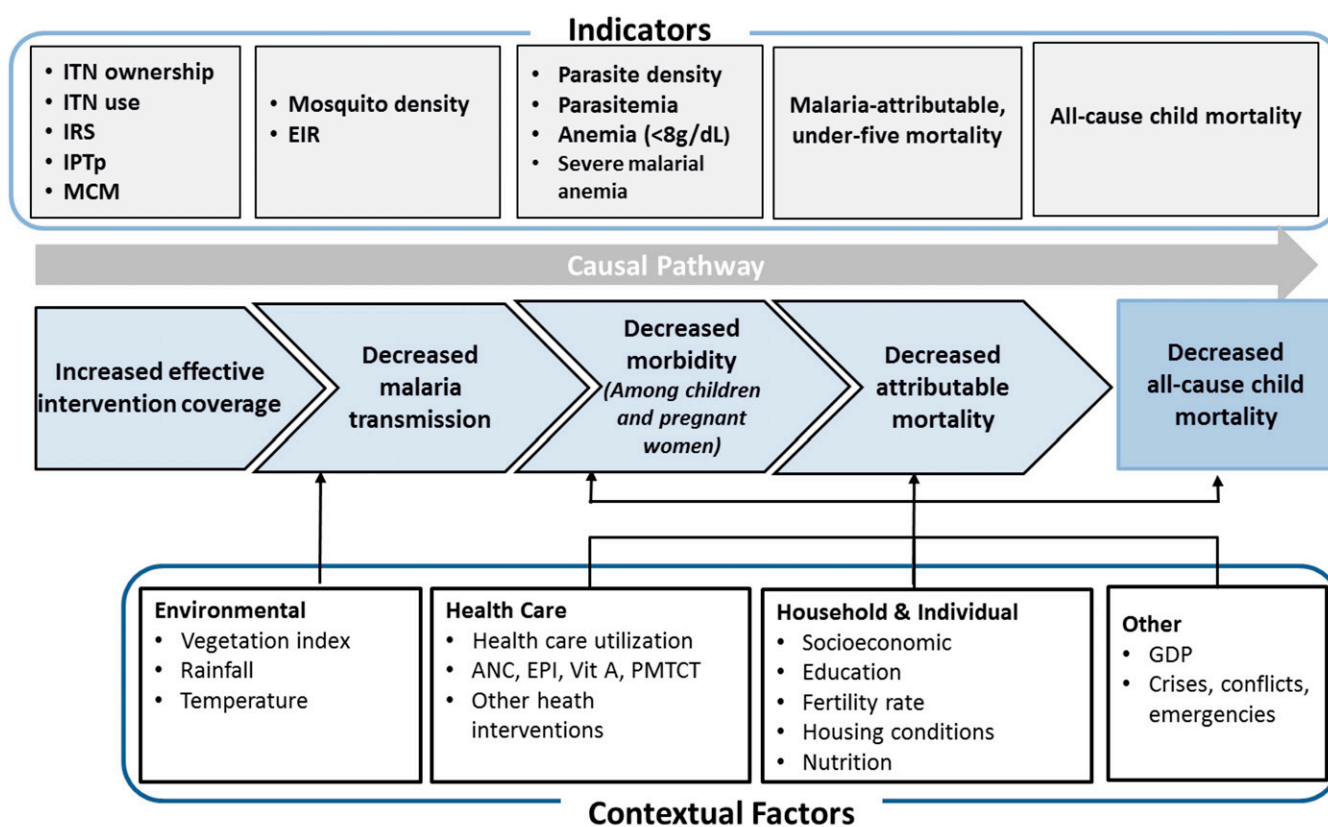 Indicators
• ITN ownership
• ITN use
• IRS
• IPTp
• MCM
• Mosquito density
• EIR
• Parasite density
• Parasitemia
• Anemia (<8g/dL)
• Severe malarial
anemia
Malaria-attributable,
under-five mortality
All-cause child mortality
Causal Pathway
Increased effective
intervention coverage
Decreased
malaria
transmission
Decreased
morbidity
(Among children
and pregnant
women)
Decreased
attributable
mortality
Decreased
all-cause child
mortality
Environmental
• Vegetation index
• Rainfall
• Temperature
Health Care
• Health care utilization
• ANC, EPI, Vit A, PMTCT
• Other heath
interventions
Household & Individual
• Socioeconomic
• Education
• Fertility rate
• Housing conditions
• Nutrition
Other
• GDP
• Crises, conflicts,
emergencies
Contextual Factors